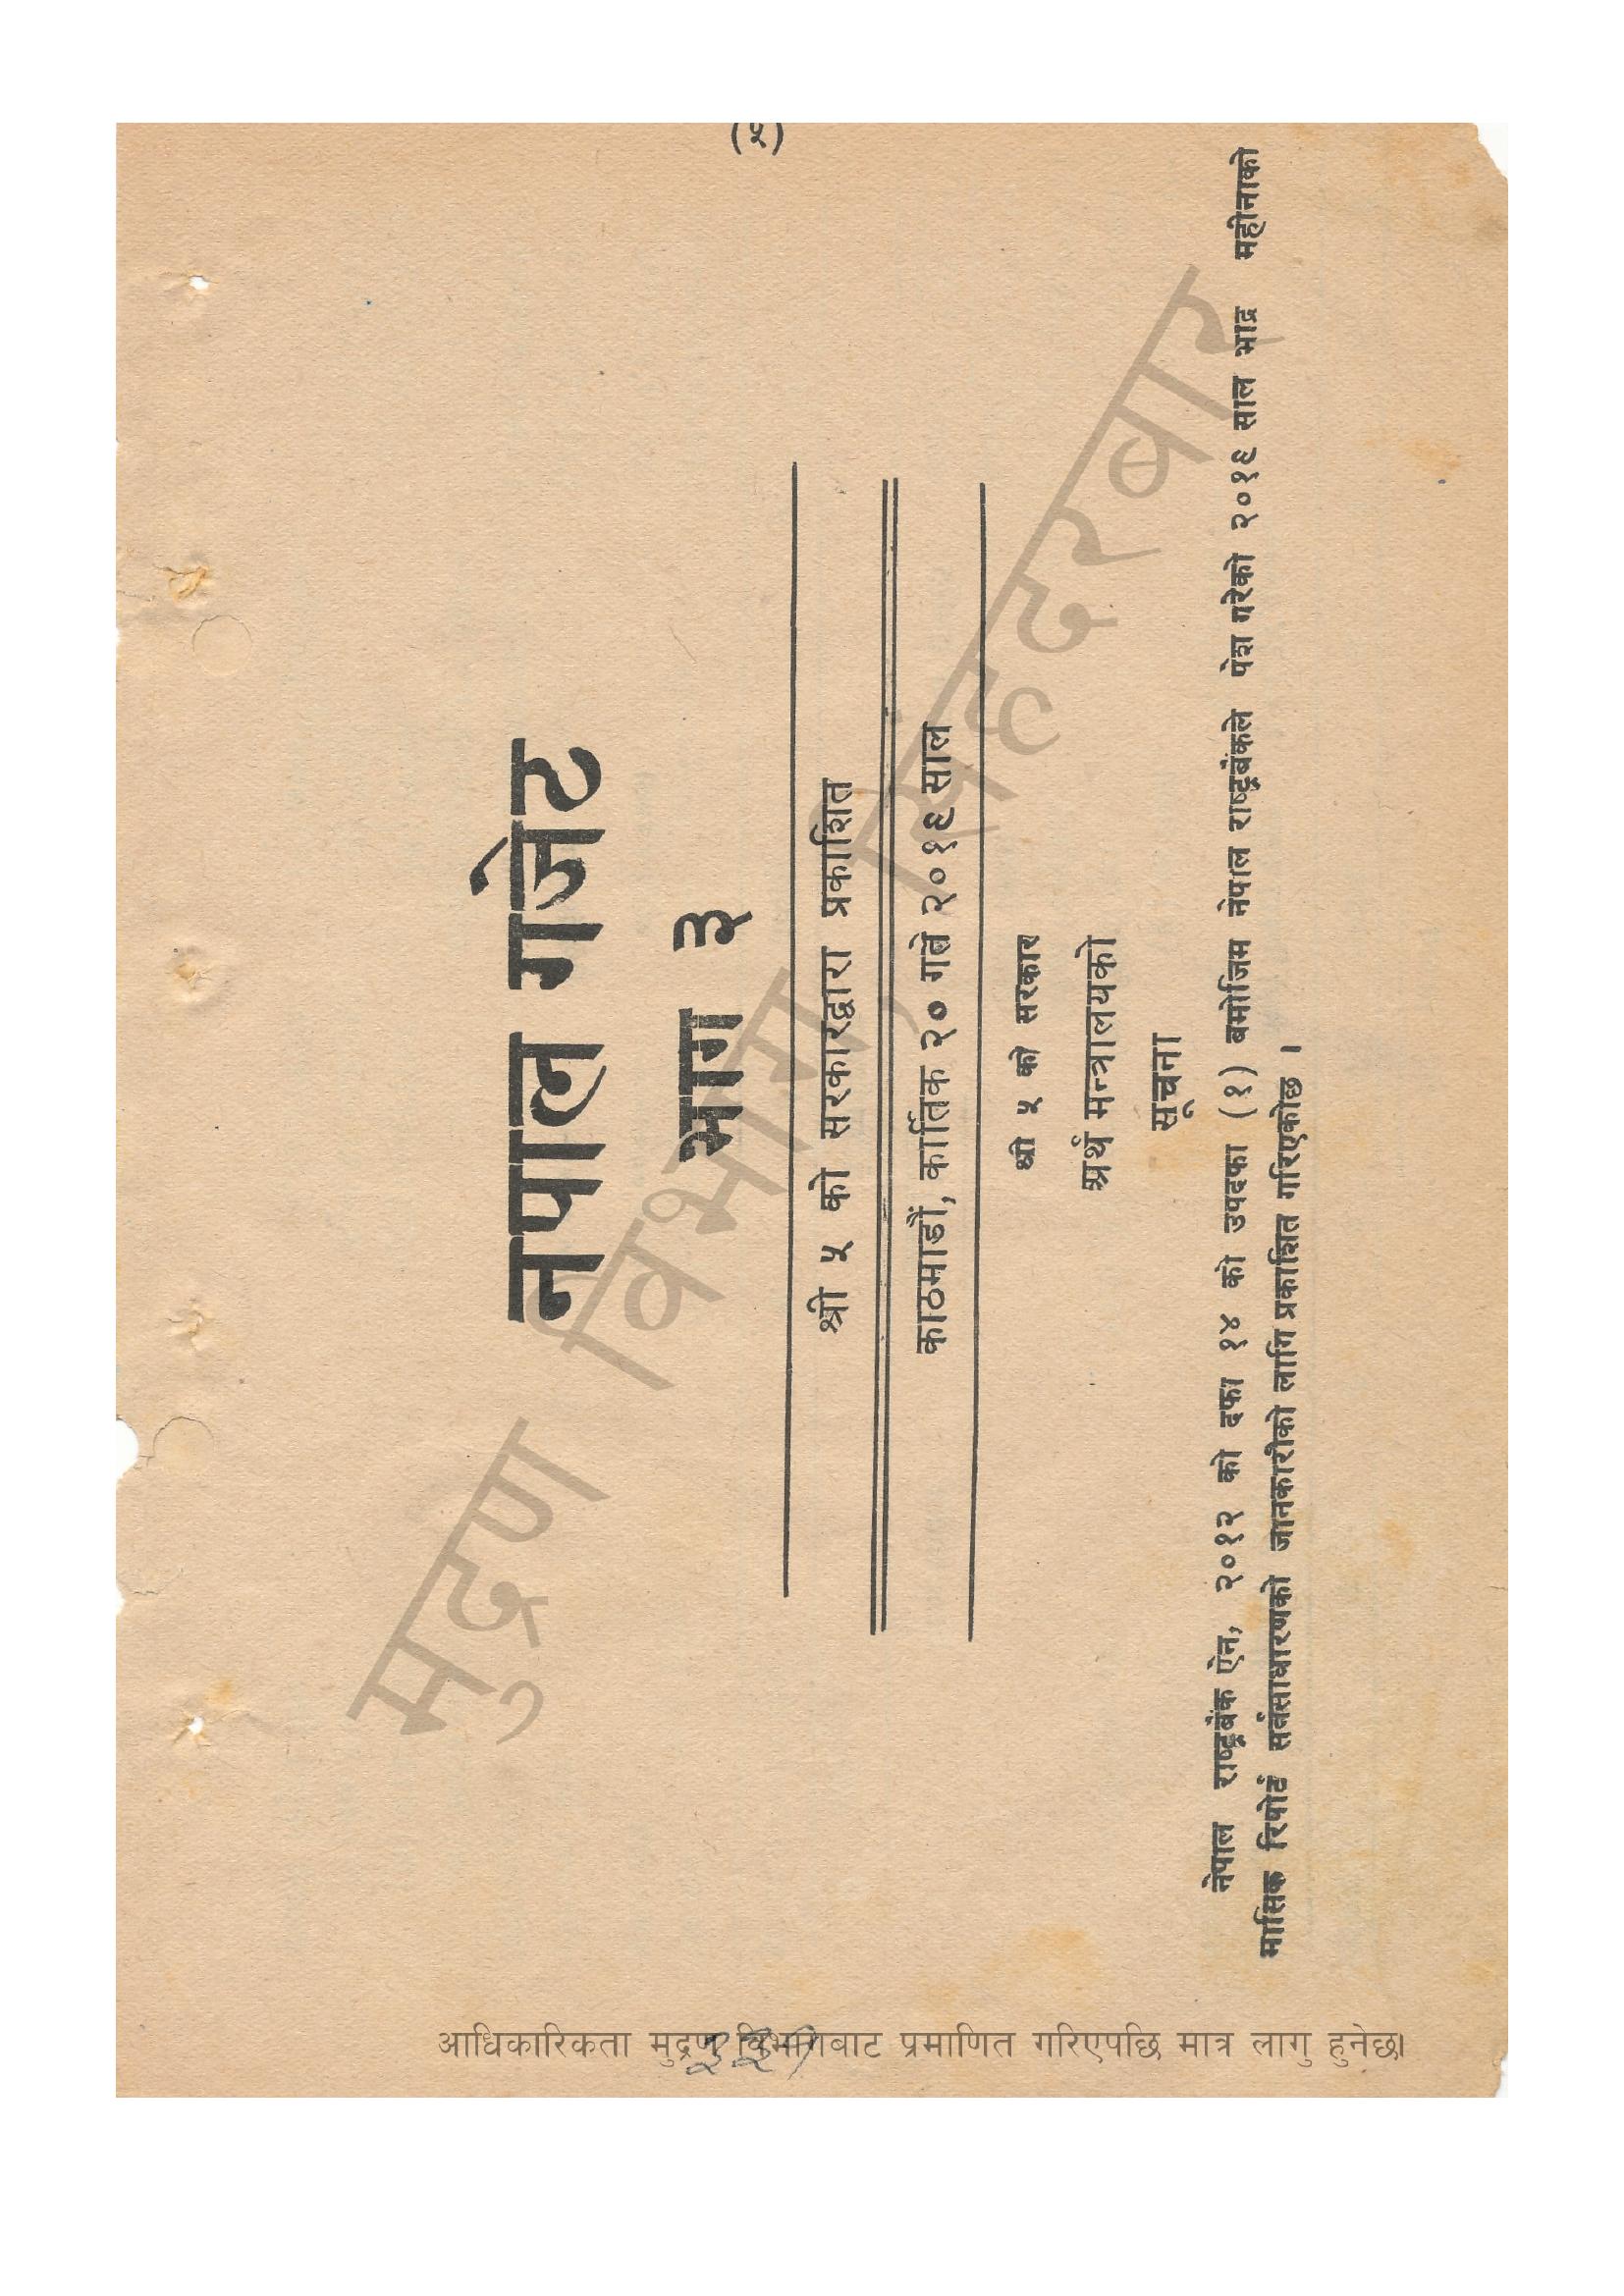 (५)
नेपाल गजेट
भाग ३
श्री ५ को सरकारद्वारा प्रकाशित
काठमाडौं, कार्तिक २० गते २०१६ साल
श्री ५ को सरकार
अर्थ मन्त्रालयको
सूचना
नेपाल राष्ट्रबैंक ऐन, २०१२ को दफा १४ को उपदफा (१) बमोजिम नेपाल राष्ट्रबैंकले पेश गरेको २०१६ साल भाद्र महीनाको
मासिक रिपोर्ट सर्वसाधारणको जानकारीको लागि प्रकाशित गरिएकोछ ।
मुद्रण विभाग, सिंहदरबार
आधिकारिकता मुद्रण विभागबाट प्रमाणित गरिएपछि मात्र लागु हुनेछ।